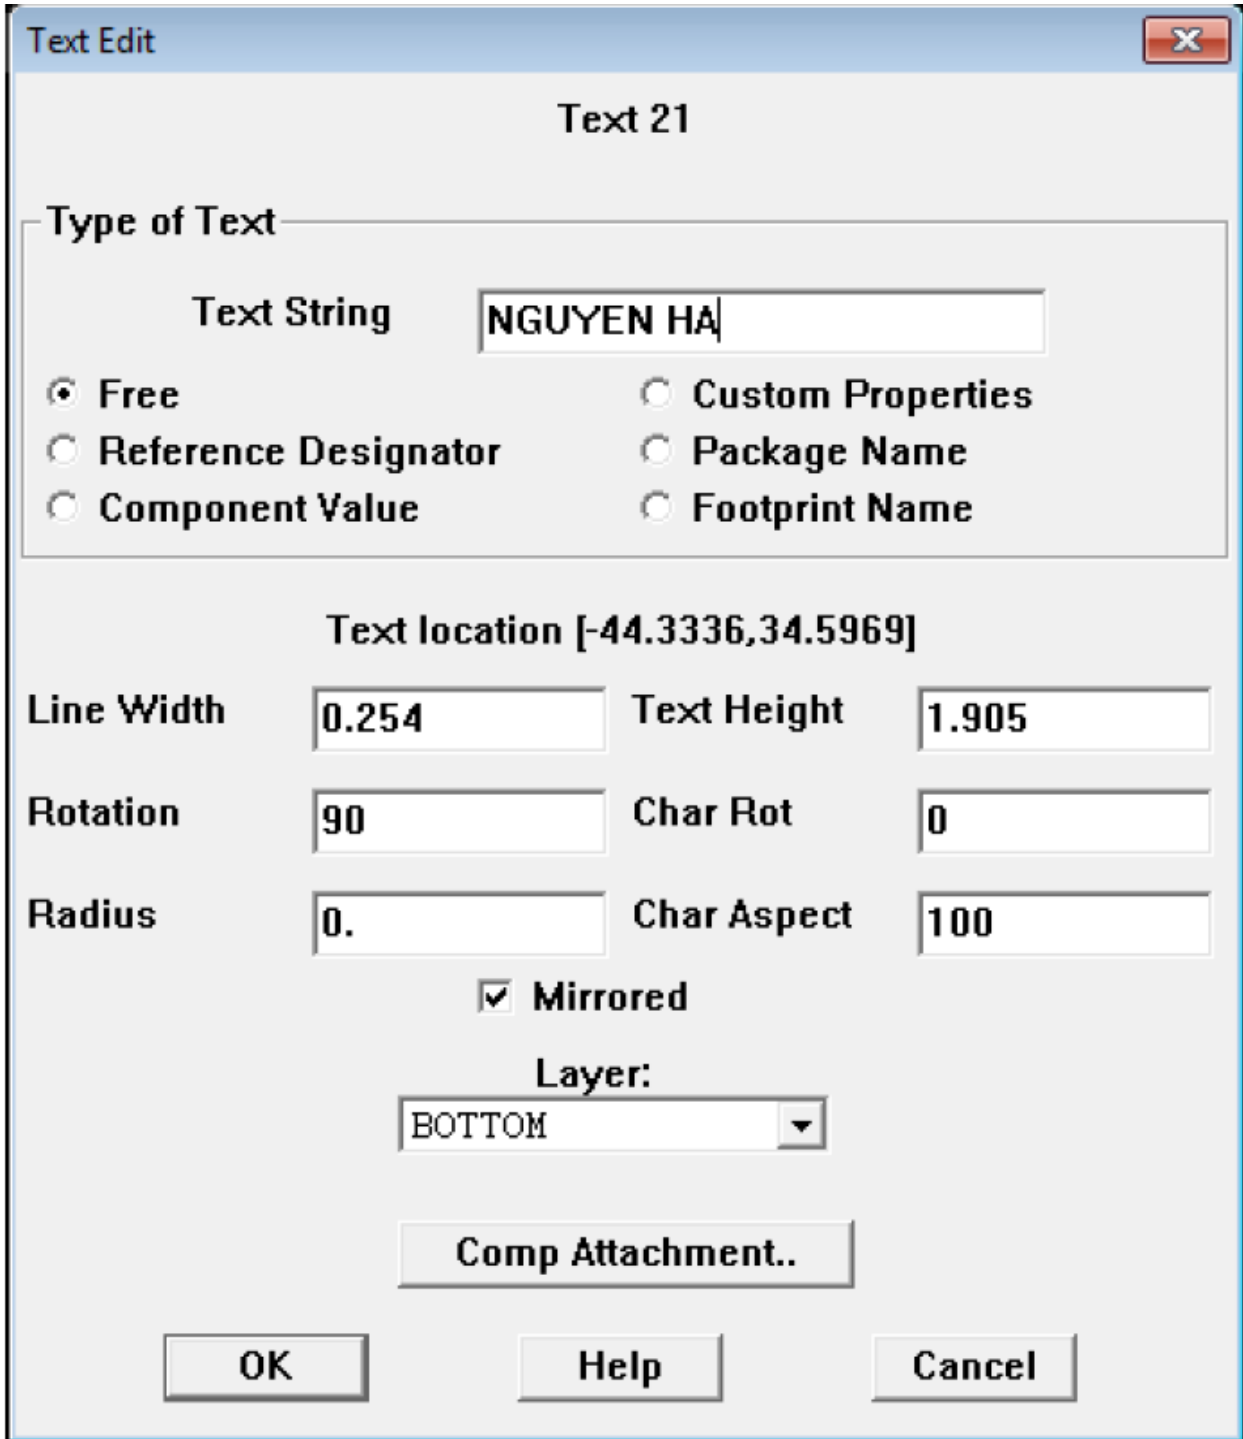 Text Edit
Text 21
Type of Text
Text String NGUYEN HA
Free Custom Properties
Reference Designator Package Name
Component Value Footprint Name
Text location [-44.3336,34.5969]
Line Width 0.254 Text Height 1.905
Rotation 90 Char Rot 0
Radius 0. Char Aspect 100
Mirrored
Layer:
BOTTOM
Comp Attachment..
OK Help Cancel